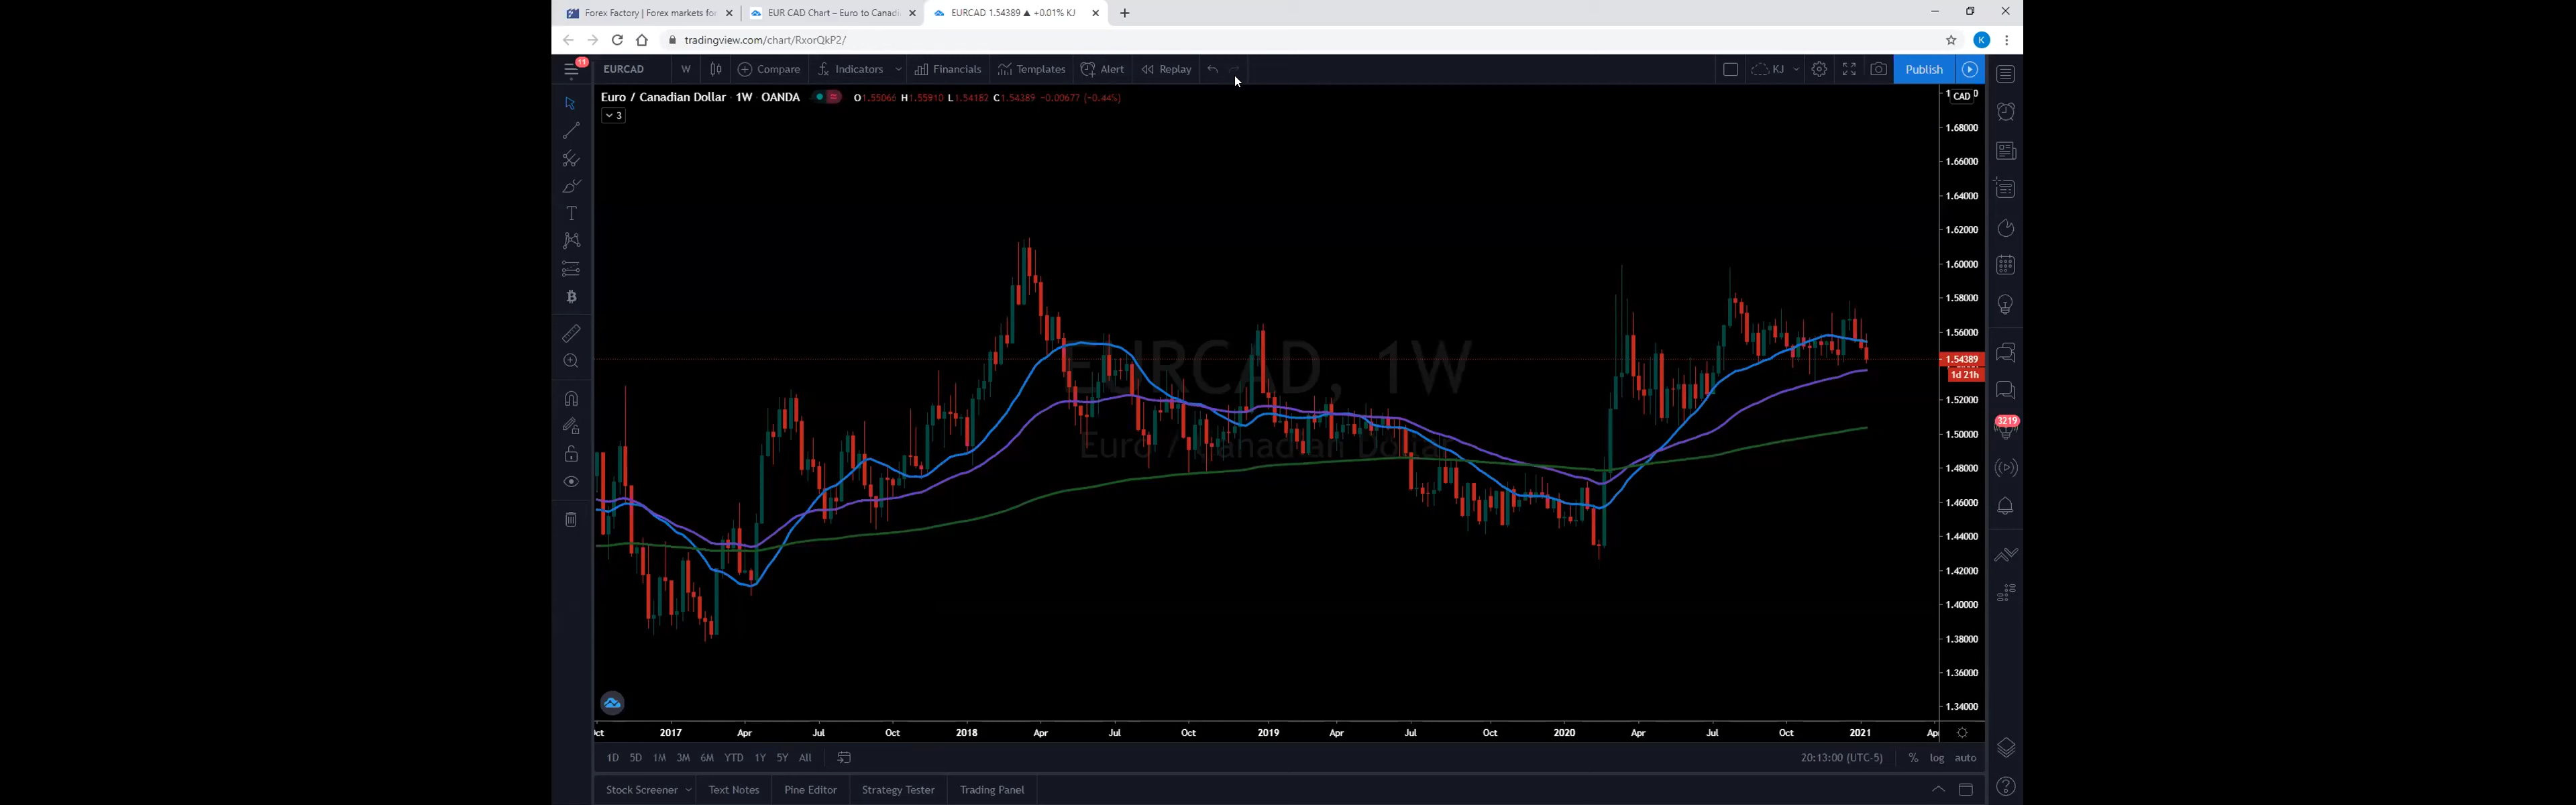 Forex Factory | Forex markets for
EUR CAD Chart – Euro to Canadi
EURCAD 1.54389 ▲ +0.01% KJ
tradingview.com/chart/RxorQkP2/
K
11
EURCAD
W
Compare
Indicators
Financials
Templates
Alert
Replay
KJ
Publish
Euro / Canadian Dollar 1W OANDA
O1.55066 H1.55910 L1.54182 C1.54389 −0.00677 (−0.44%)
3
CAD
1.68000
1.66000
1.64000
1.62000
1.60000
1.58000
1.56000
1.54389
1d 21h
1.52000
1.50000
1.48000
1.46000
1.44000
1.42000
1.40000
1.38000
1.36000
1.34000
3219
EURCAD, 1W
Euro / Canadian Dollar
Oct 2017 Apr Jul Oct 2018 Apr Jul Oct 2019 Apr Jul Oct 2020 Apr Jul Oct 2021
1D 5D 1M 3M 6M YTD 1Y 5Y All
20:13:00 (UTC-5)
% log auto
Stock Screener
Text Notes
Pine Editor
Strategy Tester
Trading Panel